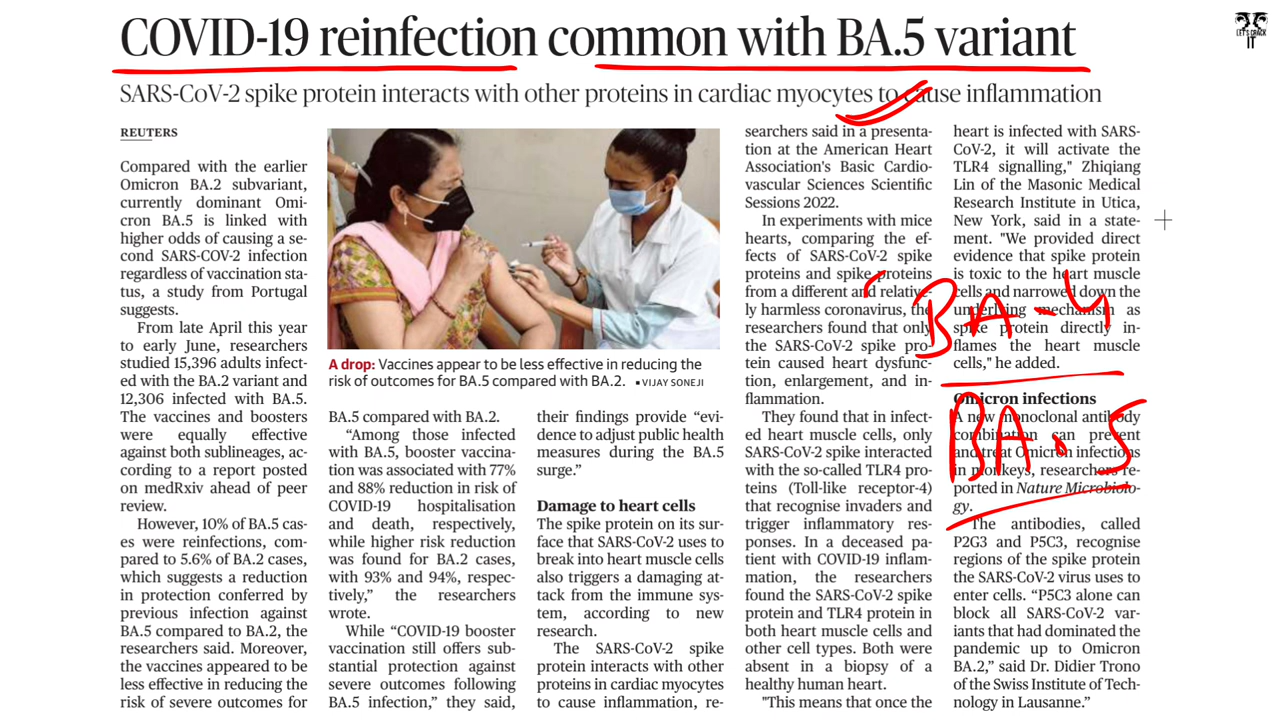 COVID-19 reinfection common with BA.5 variant
SARS-CoV-2 spike protein interacts with other proteins in cardiac myocytes to cause inflammation
REUTERS
Compared with the earlier
Omicron BA.2 subvariant,
currently dominant Omi-
cron BA.5 is linked with
higher odds of causing a se-
cond SARS-COV-2 infection
regardless of vaccination sta-
tus, a study from Portugal
suggests.
From late April this year
to early June, researchers
studied 15,396 adults infect-
ed with the BA.2 variant and
12,306 infected with BA.5.
The vaccines and boosters
were equally effective
against both sublineages, ac-
cording to a report posted
on medRxiv ahead of peer
review.
However, 10% of BA.5 cas-
es were reinfections, com-
pared to 5.6% of BA.2 cases,
which suggests a reduction
in protection conferred by
previous infection against
BA.5 compared to BA.2, the
researchers said. Moreover,
the vaccines appeared to be
less effective in reducing the
risk of severe outcomes for
A drop: Vaccines appear to be less effective in reducing the
risk of outcomes for BA.5 compared with BA.2. ▪ VIJAY SONEJI
BA.5 compared with BA.2.
“Among those infected
with BA.5, booster vaccina-
tion was associated with 77%
and 88% reduction in risk of
COVID-19 hospitalisation
and death, respectively,
while higher risk reduction
was found for BA.2 cases,
with 93% and 94%, respec-
tively,” the researchers
wrote.
While “COVID-19 booster
vaccination still offers sub-
stantial protection against
severe outcomes following
BA.5 infection,” they said,
their findings provide “evi-
dence to adjust public health
measures during the BA.5
surge.”
Damage to heart cells
The spike protein on its sur-
face that SARS-CoV-2 uses to
break into heart muscle cells
also triggers a damaging at-
tack from the immune sys-
tem, according to new
research.
The SARS-CoV-2 spike
protein interacts with other
proteins in cardiac myocytes
to cause inflammation, re-
searchers said in a presenta-
tion at the American Heart
Association's Basic Cardio-
vascular Sciences Scientific
Sessions 2022.
In experiments with mice
hearts, comparing the ef-
fects of SARS-CoV-2 spike
proteins and spike proteins
from a different and relative-
ly harmless coronavirus, the
researchers found that only
the SARS-CoV-2 spike pro-
tein caused heart dysfunc-
tion, enlargement, and in-
flammation.
They found that in infect-
ed heart muscle cells, only
SARS-CoV-2 spike interacted
with the so-called TLR4 pro-
teins (Toll-like receptor-4)
that recognise invaders and
trigger inflammatory res-
ponses. In a deceased pa-
tient with COVID-19 inflam-
mation, the researchers
found the SARS-CoV-2 spike
protein and TLR4 protein in
both heart muscle cells and
other cell types. Both were
absent in a biopsy of a
healthy human heart.
"This means that once the
heart is infected with SARS-
CoV-2, it will activate the
TLR4 signalling," Zhiqiang
Lin of the Masonic Medical
Research Institute in Utica,
New York, said in a state-
ment. "We provided direct
evidence that spike protein
is toxic to the heart muscle
cells and narrowed down the
underlying mechanism as
spike protein directly in-
flames the heart muscle
cells," he added.
Omicron infections
A new monoclonal antibody
combination can prevent
and treat Omicron infections
in monkeys, researchers re-
ported in Nature Microbiolo-
gy.
The antibodies, called
P2G3 and P5C3, recognise
regions of the spike protein
the SARS-CoV-2 virus uses to
enter cells. “P5C3 alone can
block all SARS-CoV-2 var-
iants that had dominated the
pandemic up to Omicron
BA.2,” said Dr. Didier Trono
of the Swiss Institute of Tech-
nology in Lausanne.”
BA 4
BA.5
LET'S CRACK
IT